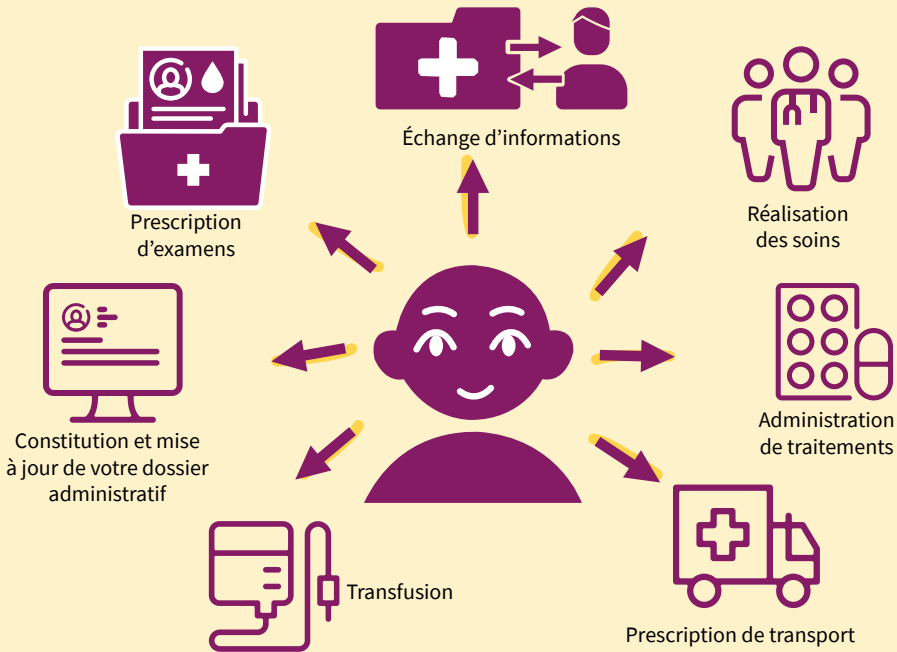 Échange d'informations
Prescription
d'examens
Réalisation
des soins
Constitution et mise
à jour de votre dossier
administratif
Administration
de traitements
Transfusion
Prescription de transport